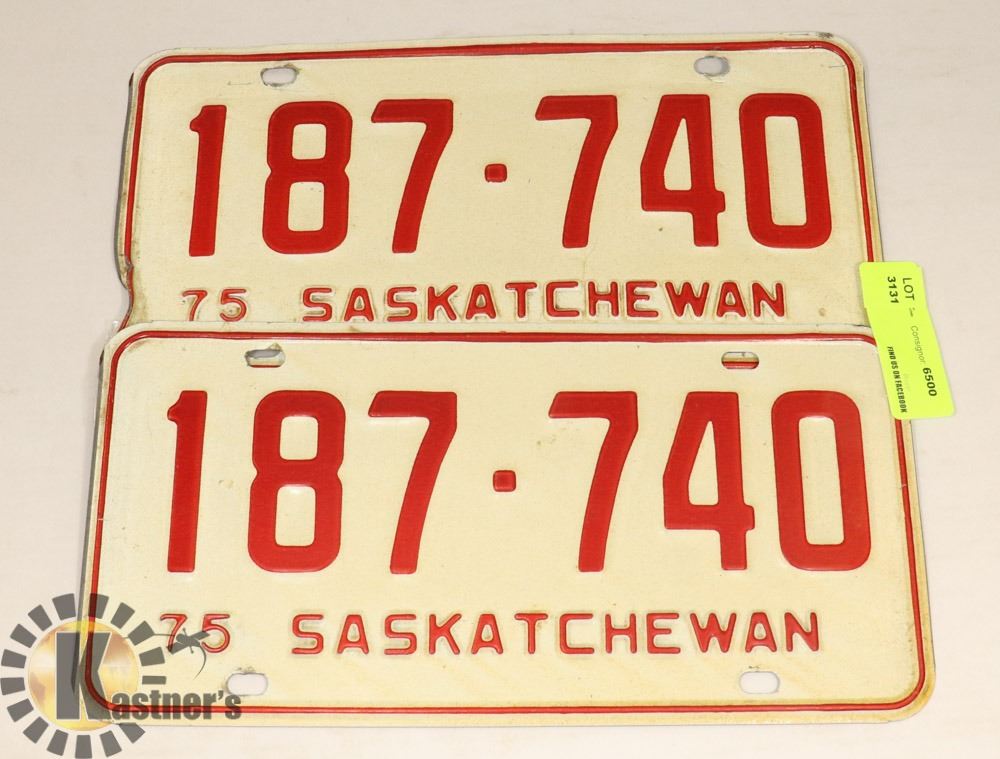 187·740
75 SASKATCHEWAN
LOT
3131
Consignor: 6500
FIND US ON FACEBOOK
187·740
75 SASKATCHEWAN
Kastner's